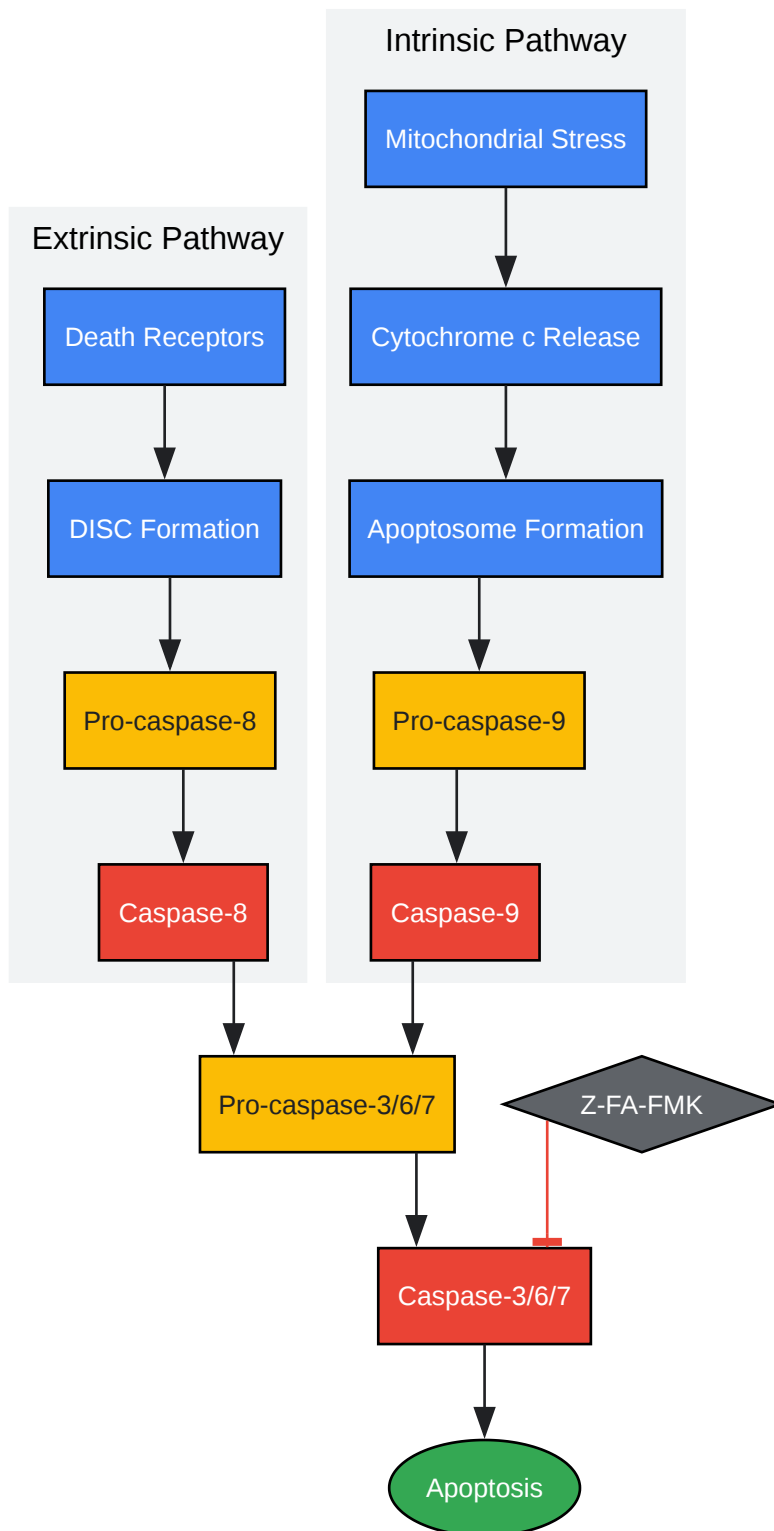 Intrinsic Pathway
Mitochondrial Stress
Extrinsic Pathway
Death Receptors
Cytochrome c Release
DISC Formation
Apoptosome Formation
Pro-caspase-8
Pro-caspase-9
Caspase-8
Caspase-9
Pro-caspase-3/6/7
Z-FA-FMK
Caspase-3/6/7
Apoptosis